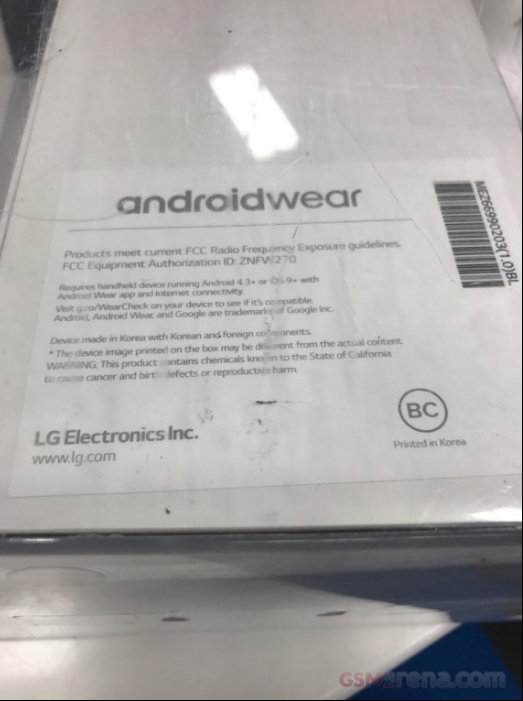 androidwear
Products meet current FCC Radio Frequency Exposure guidelines.
FCC Equipment Authorization ID: ZNFW270
Requires handheld device running Android 4.3+ or iOS 9+ with
Android Wear app and Internet connectivity.
Visit g.co/WearCheck on your device to see if it's compatible.
Android, Android Wear, and Google are trademarks of Google Inc.
Device made in Korea with Korean and foreign components.
* The device image printed on the box may be different from the actual content.
WARNING: This product contains chemicals known to the State of California
to cause cancer and birth defects or reproductive harm.
LG Electronics Inc.
www.lg.com
BC
Printed in Korea
MEZ66990203(1.0)BL
GSMarena.com